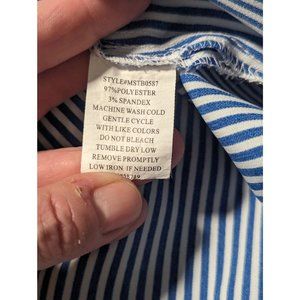 STYLE#MSTB0587
97%POLYESTER
3% SPANDEX
MACHINE WASH COLD
GENTLE CYCLE
WITH LIKE COLORS
DO NOT BLEACH
TUMBLE DRY LOW
REMOVE PROMPTLY
LOW IRON IF NEEDED